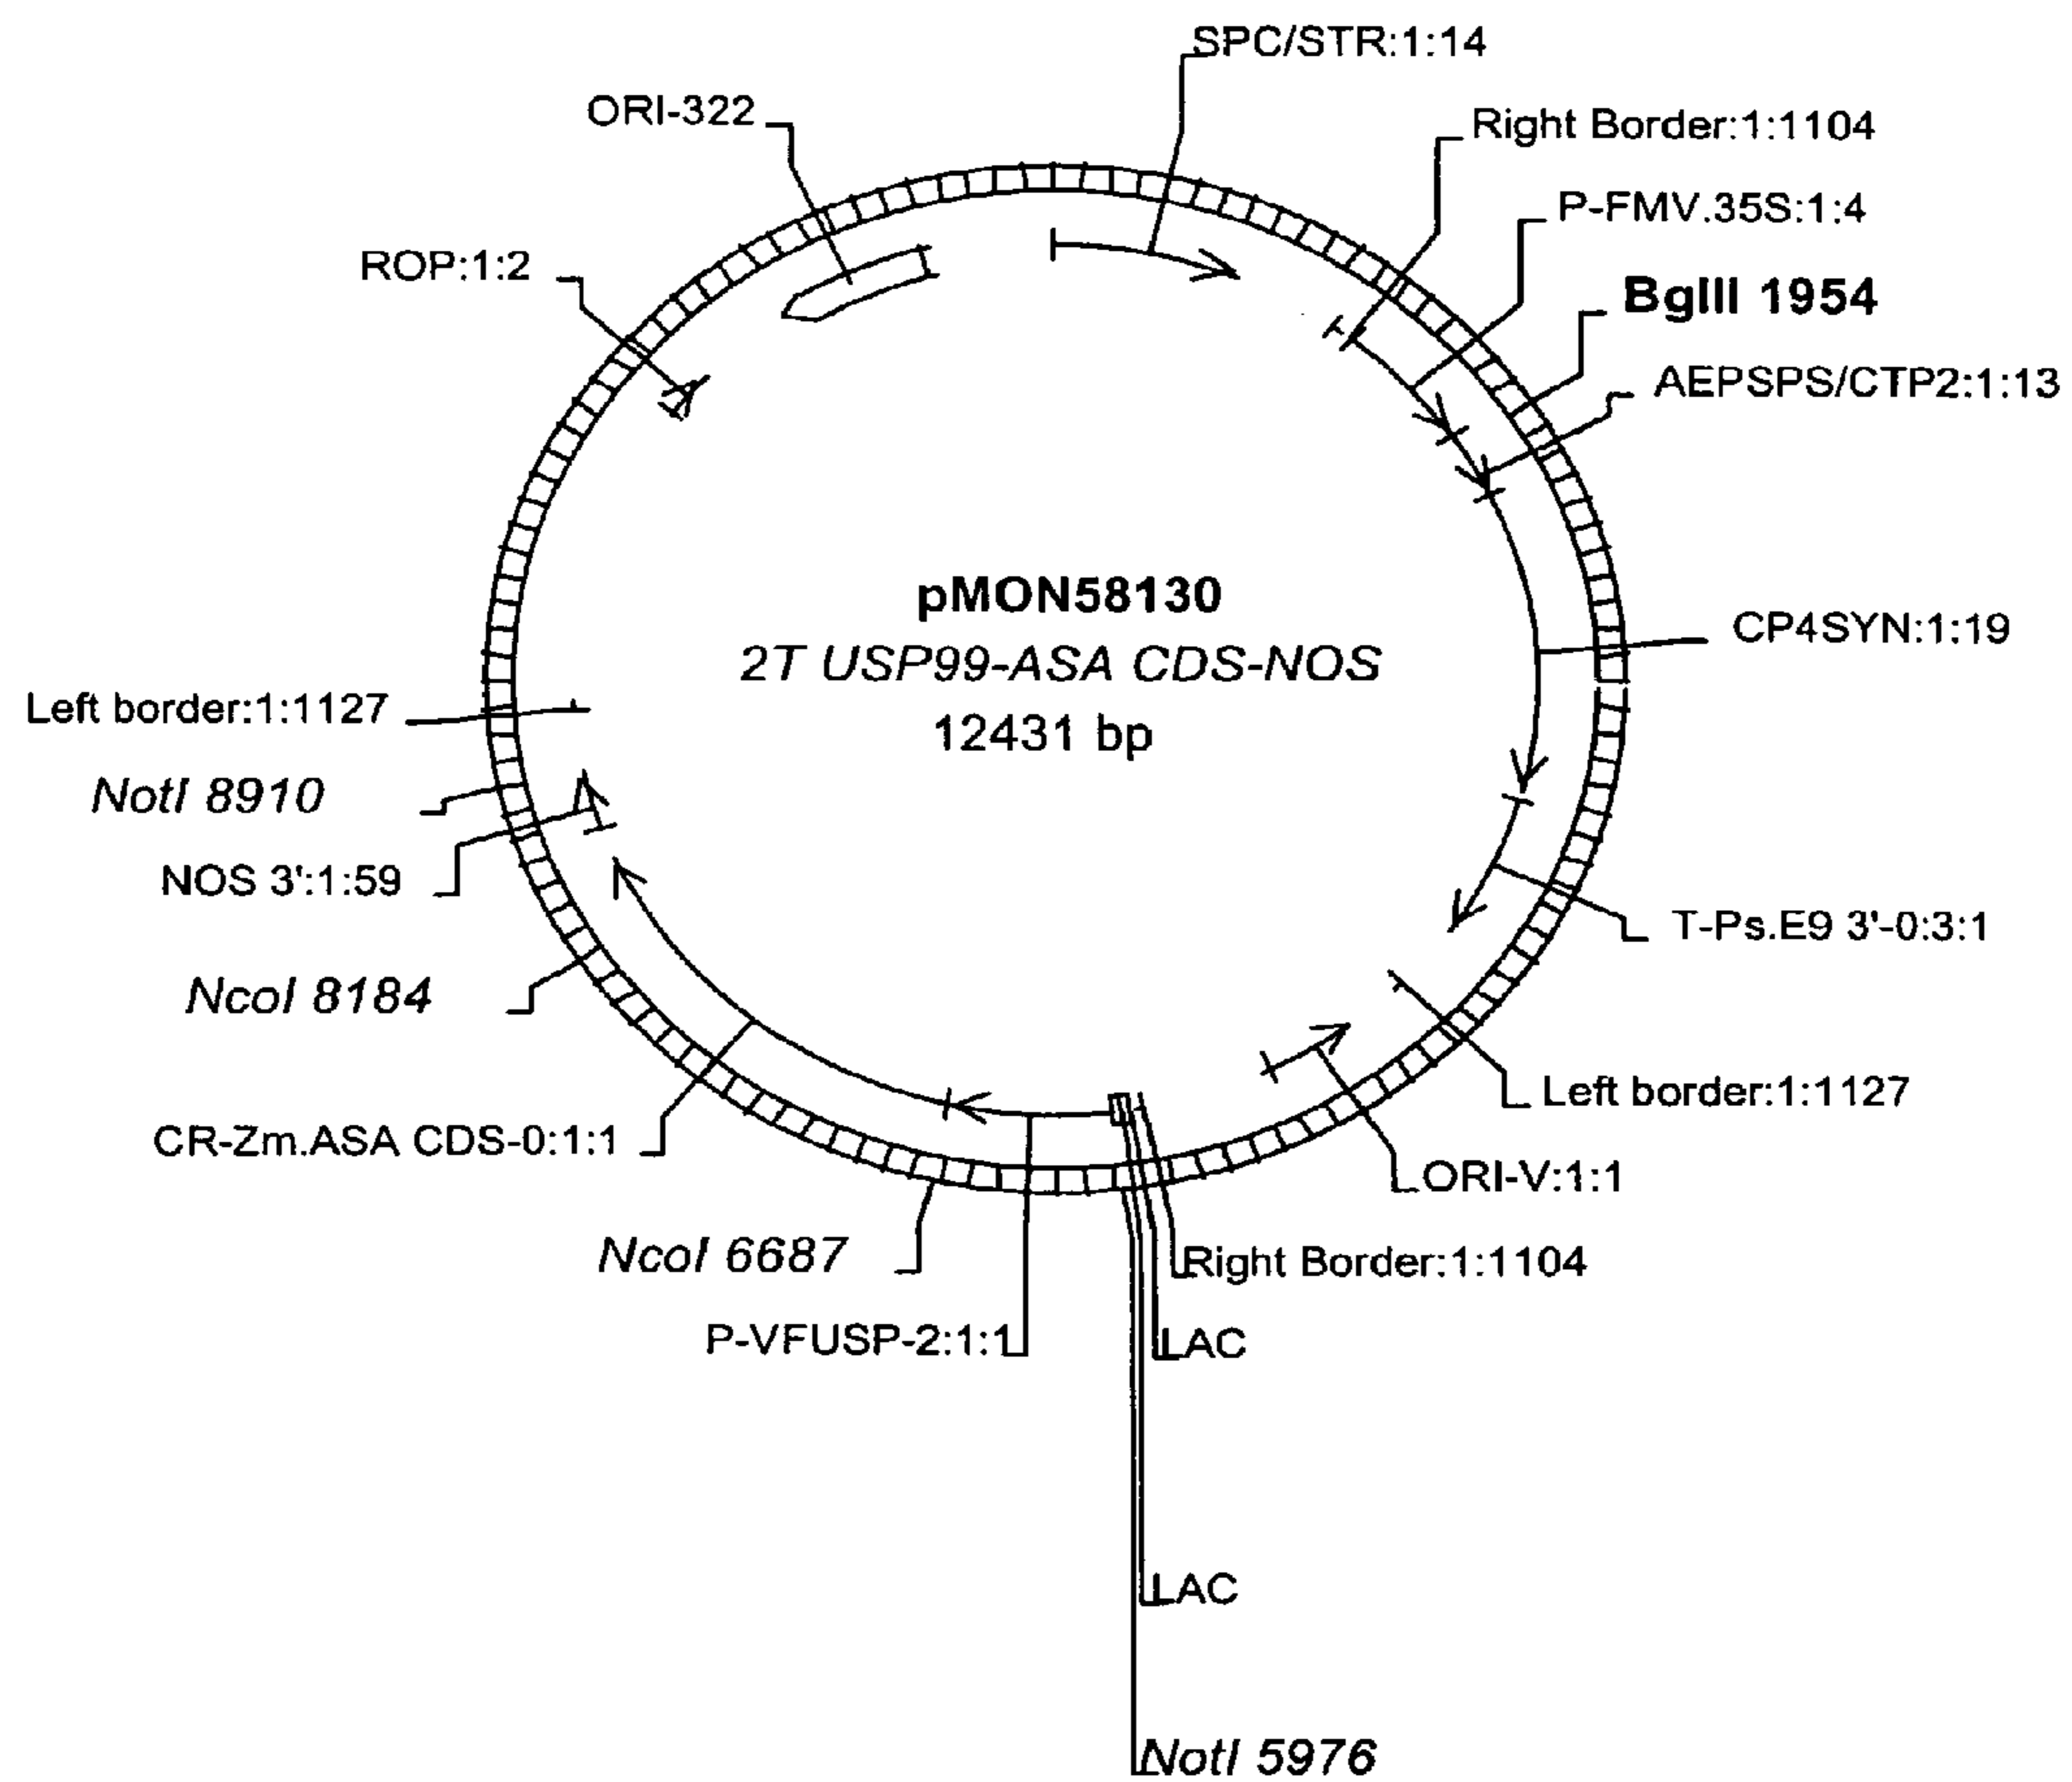 SPC/STR:1:14
ORI-322
Right Border:1:1104
P-FMV.35S:1:4
ROP:1:2
BglII 1954
AEPSPS/CTP2:1:13
pMON58130
2T USP99-ASA CDS-NOS
12431 bp
CP4SYN:1:19
Left border:1:1127
NotI 8910
NOS 3':1:59
T-Ps.E9 3'-0:3:1
NcoI 8184
Left border:1:1127
CR-Zm.ASA CDS-0:1:1
ORI-V:1:1
NcoI 6687
Right Border:1:1104
P-VFUSP-2:1:1
LAC
LAC
NotI 5976